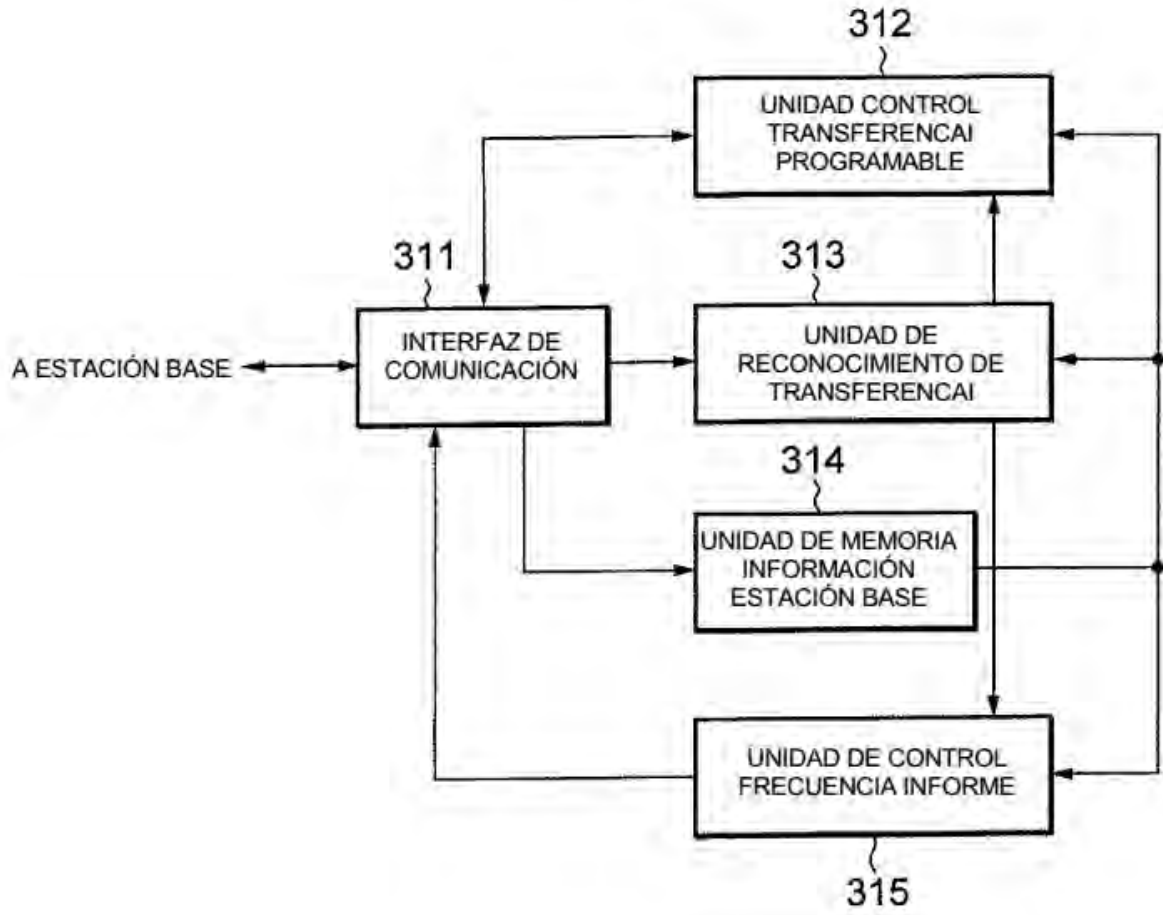 312
UNIDAD CONTROL
TRANSFERENCAI
PROGRAMABLE
311
INTERFAZ DE
COMUNICACIÓN
A ESTACIÓN BASE
313
UNIDAD DE
RECONOCIMIENTO DE
TRANSFERENCAI
314
UNIDAD DE MEMORIA
INFORMACIÓN
ESTACIÓN BASE
UNIDAD DE CONTROL
FRECUENCIA INFORME
315